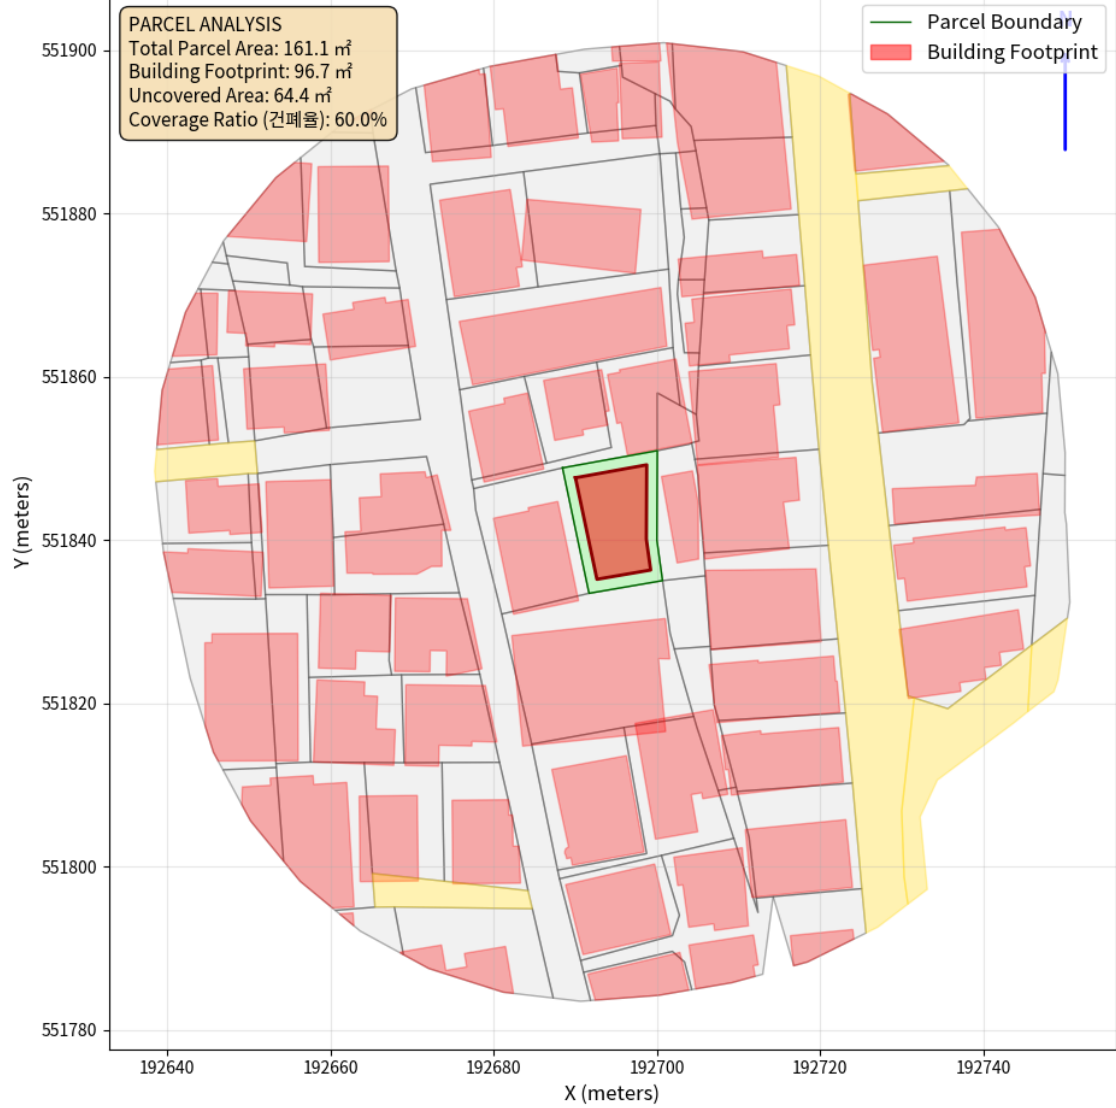 PARCEL ANALYSIS
Total Parcel Area: 161.1 ㎡
Building Footprint: 96.7 ㎡
Uncovered Area: 64.4 ㎡
Coverage Ratio (건폐율): 60.0%
Parcel Boundary
Building Footprint
N
551900
551880
551860
551840
551820
551800
551780
Y (meters)
192640
192660
192680
192700
192720
192740
X (meters)